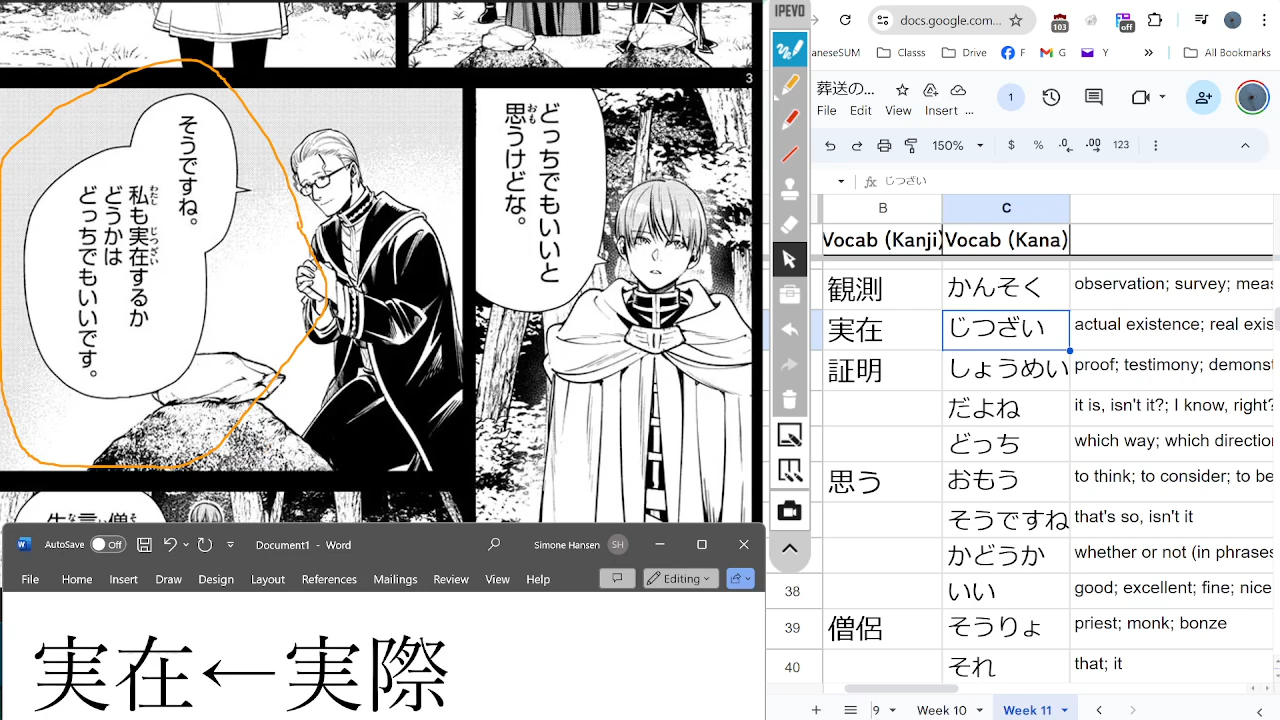 3
どっちでもいいと
思うけどな。
おも
そうですね。
私も実在するか
わたし
じつざい
どうかは
どっちでもいいです。
AutoSave
Off
Document1 - Word
Simone Hansen
SH
File Home Insert Draw Design Layout References Mailings Review View Help
Editing
実在←実際
IPEVO
docs.google.com...
103
off
aneseSUM
Classs
Drive
F
G
Y
»
All Bookmarks
葬送の...
File Edit View Insert ...
1
150%
$ % .0 .00 123
fx じつざい
B C
Vocab (Kanji) Vocab (Kana)
観測 かんそく observation; survey; meas
実在 じつざい actual existence; real exis
証明 しょうめい proof; testimony; demonst
だよね it is, isn't it?; I know, right?
どっち which way; which direction
思う おもう to think; to consider; to be
そうですね that's so, isn't it
かどうか whether or not (in phrases
38 いい good; excellent; fine; nice
39 僧侶 そうりょ priest; monk; bonze
40 それ that; it
9 Week 10 Week 11